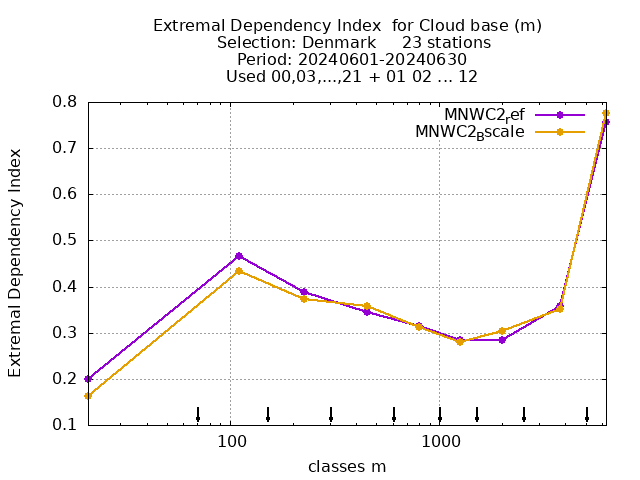 Extremal Dependency Index  for Cloud base (m)
Selection: Denmark     23 stations
Period: 20240601-20240630
Used 00,03,...,21 + 01 02 ... 12
MNWC2_ref
MNWC2_Bscale
Extremal Dependency Index
0.8
0.7
0.6
0.5
0.4
0.3
0.2
0.1
100
1000
classes m